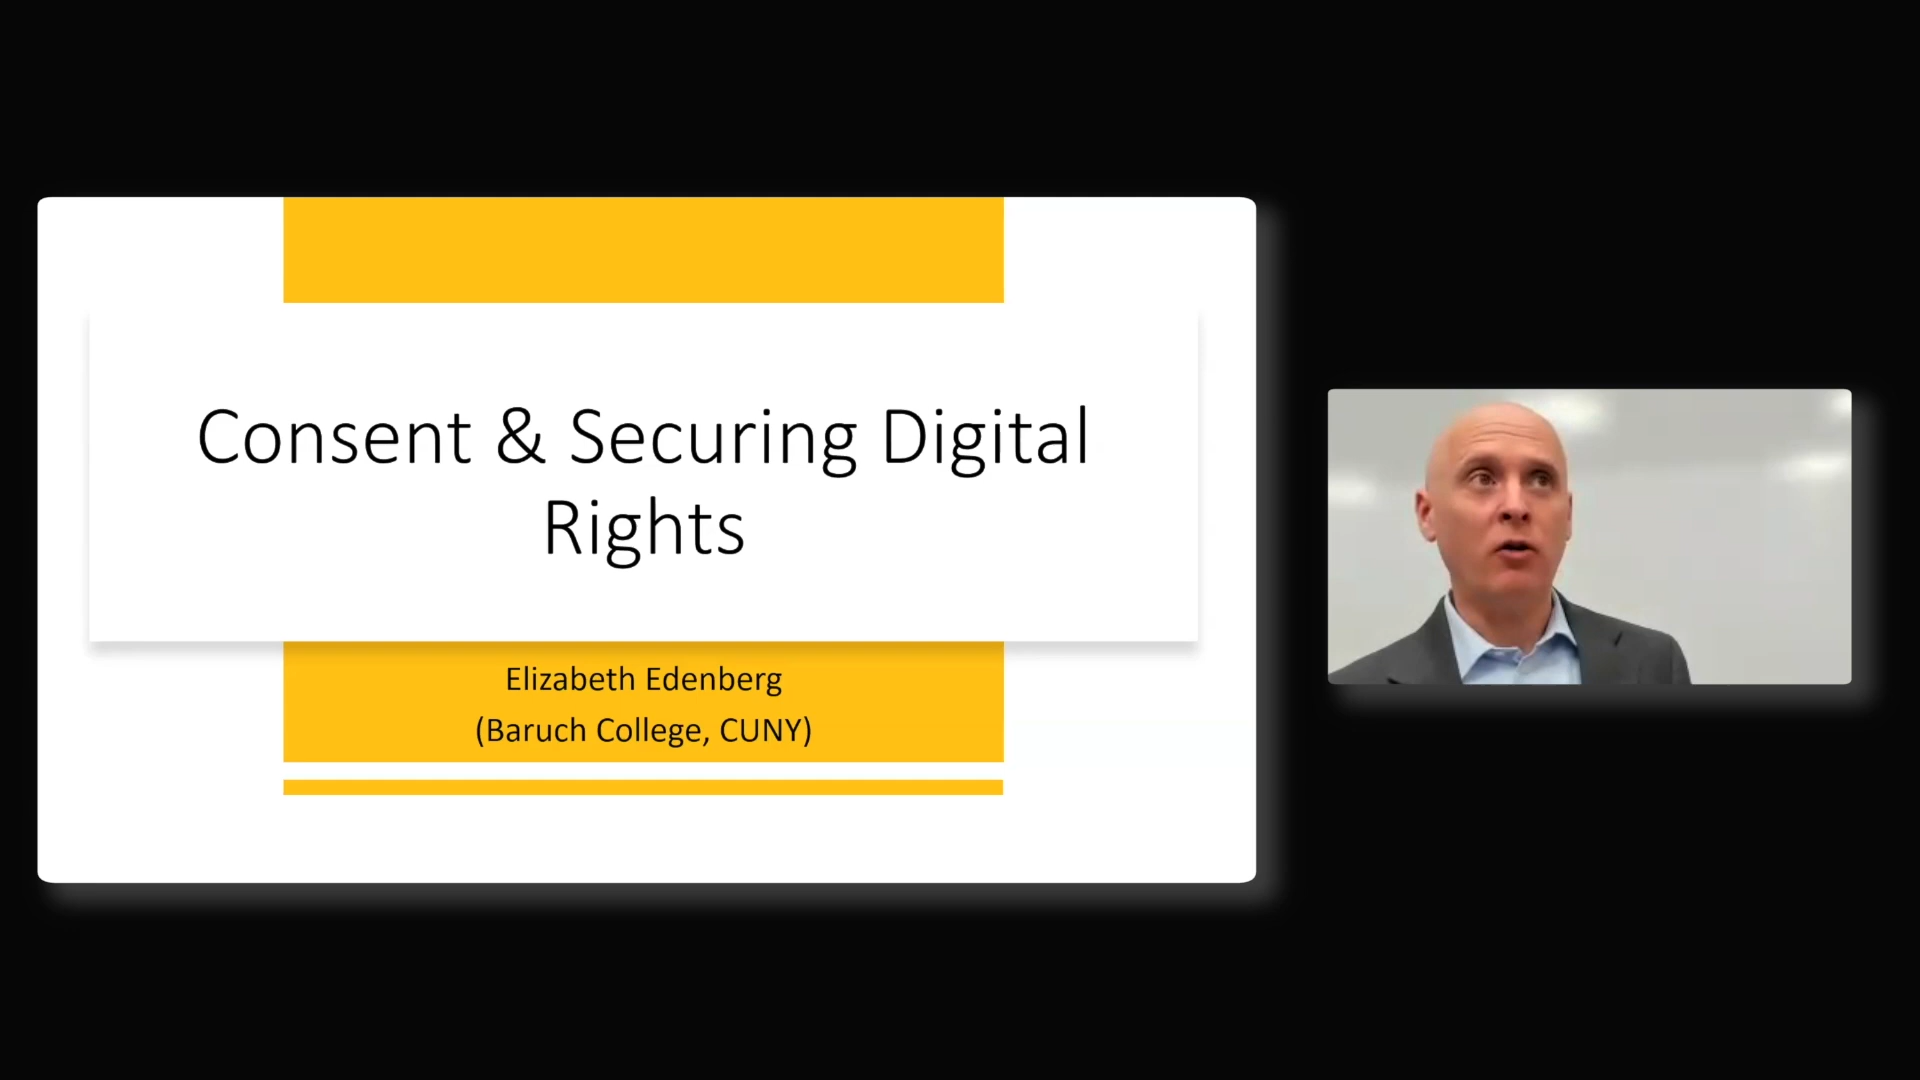 Consent & Securing Digital
Rights
Elizabeth Edenberg
(Baruch College, CUNY)